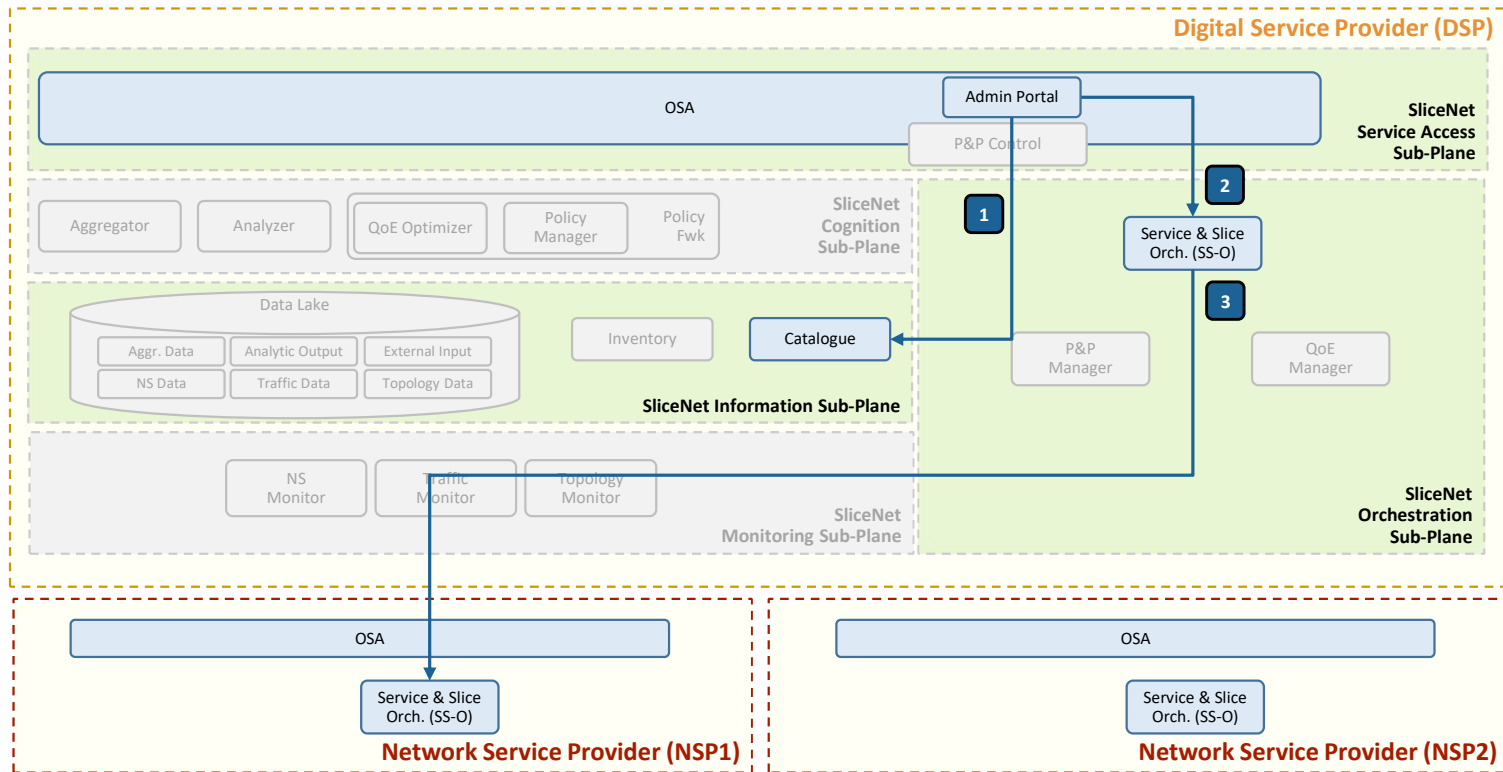 Digital Service Provider (DSP)
OSA
Admin Portal
P&P Control
SliceNet
Service Access
Sub-Plane
1
2
Aggregator
Analyzer
QoE Optimizer
Policy
Manager
Policy
Fwk
SliceNet
Cognition
Sub-Plane
Service & Slice
Orch. (SS-O)
3
Data Lake
Aggr. Data
Analytic Output
External Input
NS Data
Traffic Data
Topology Data
Inventory
Catalogue
SliceNet Information Sub-Plane
P&P
Manager
QoE
Manager
NS
Monitor
Traffic
Monitor
Topology
Monitor
SliceNet
Monitoring Sub-Plane
SliceNet
Orchestration
Sub-Plane
OSA
Service & Slice
Orch. (SS-O)
Network Service Provider (NSP1)
OSA
Service & Slice
Orch. (SS-O)
Network Service Provider (NSP2)